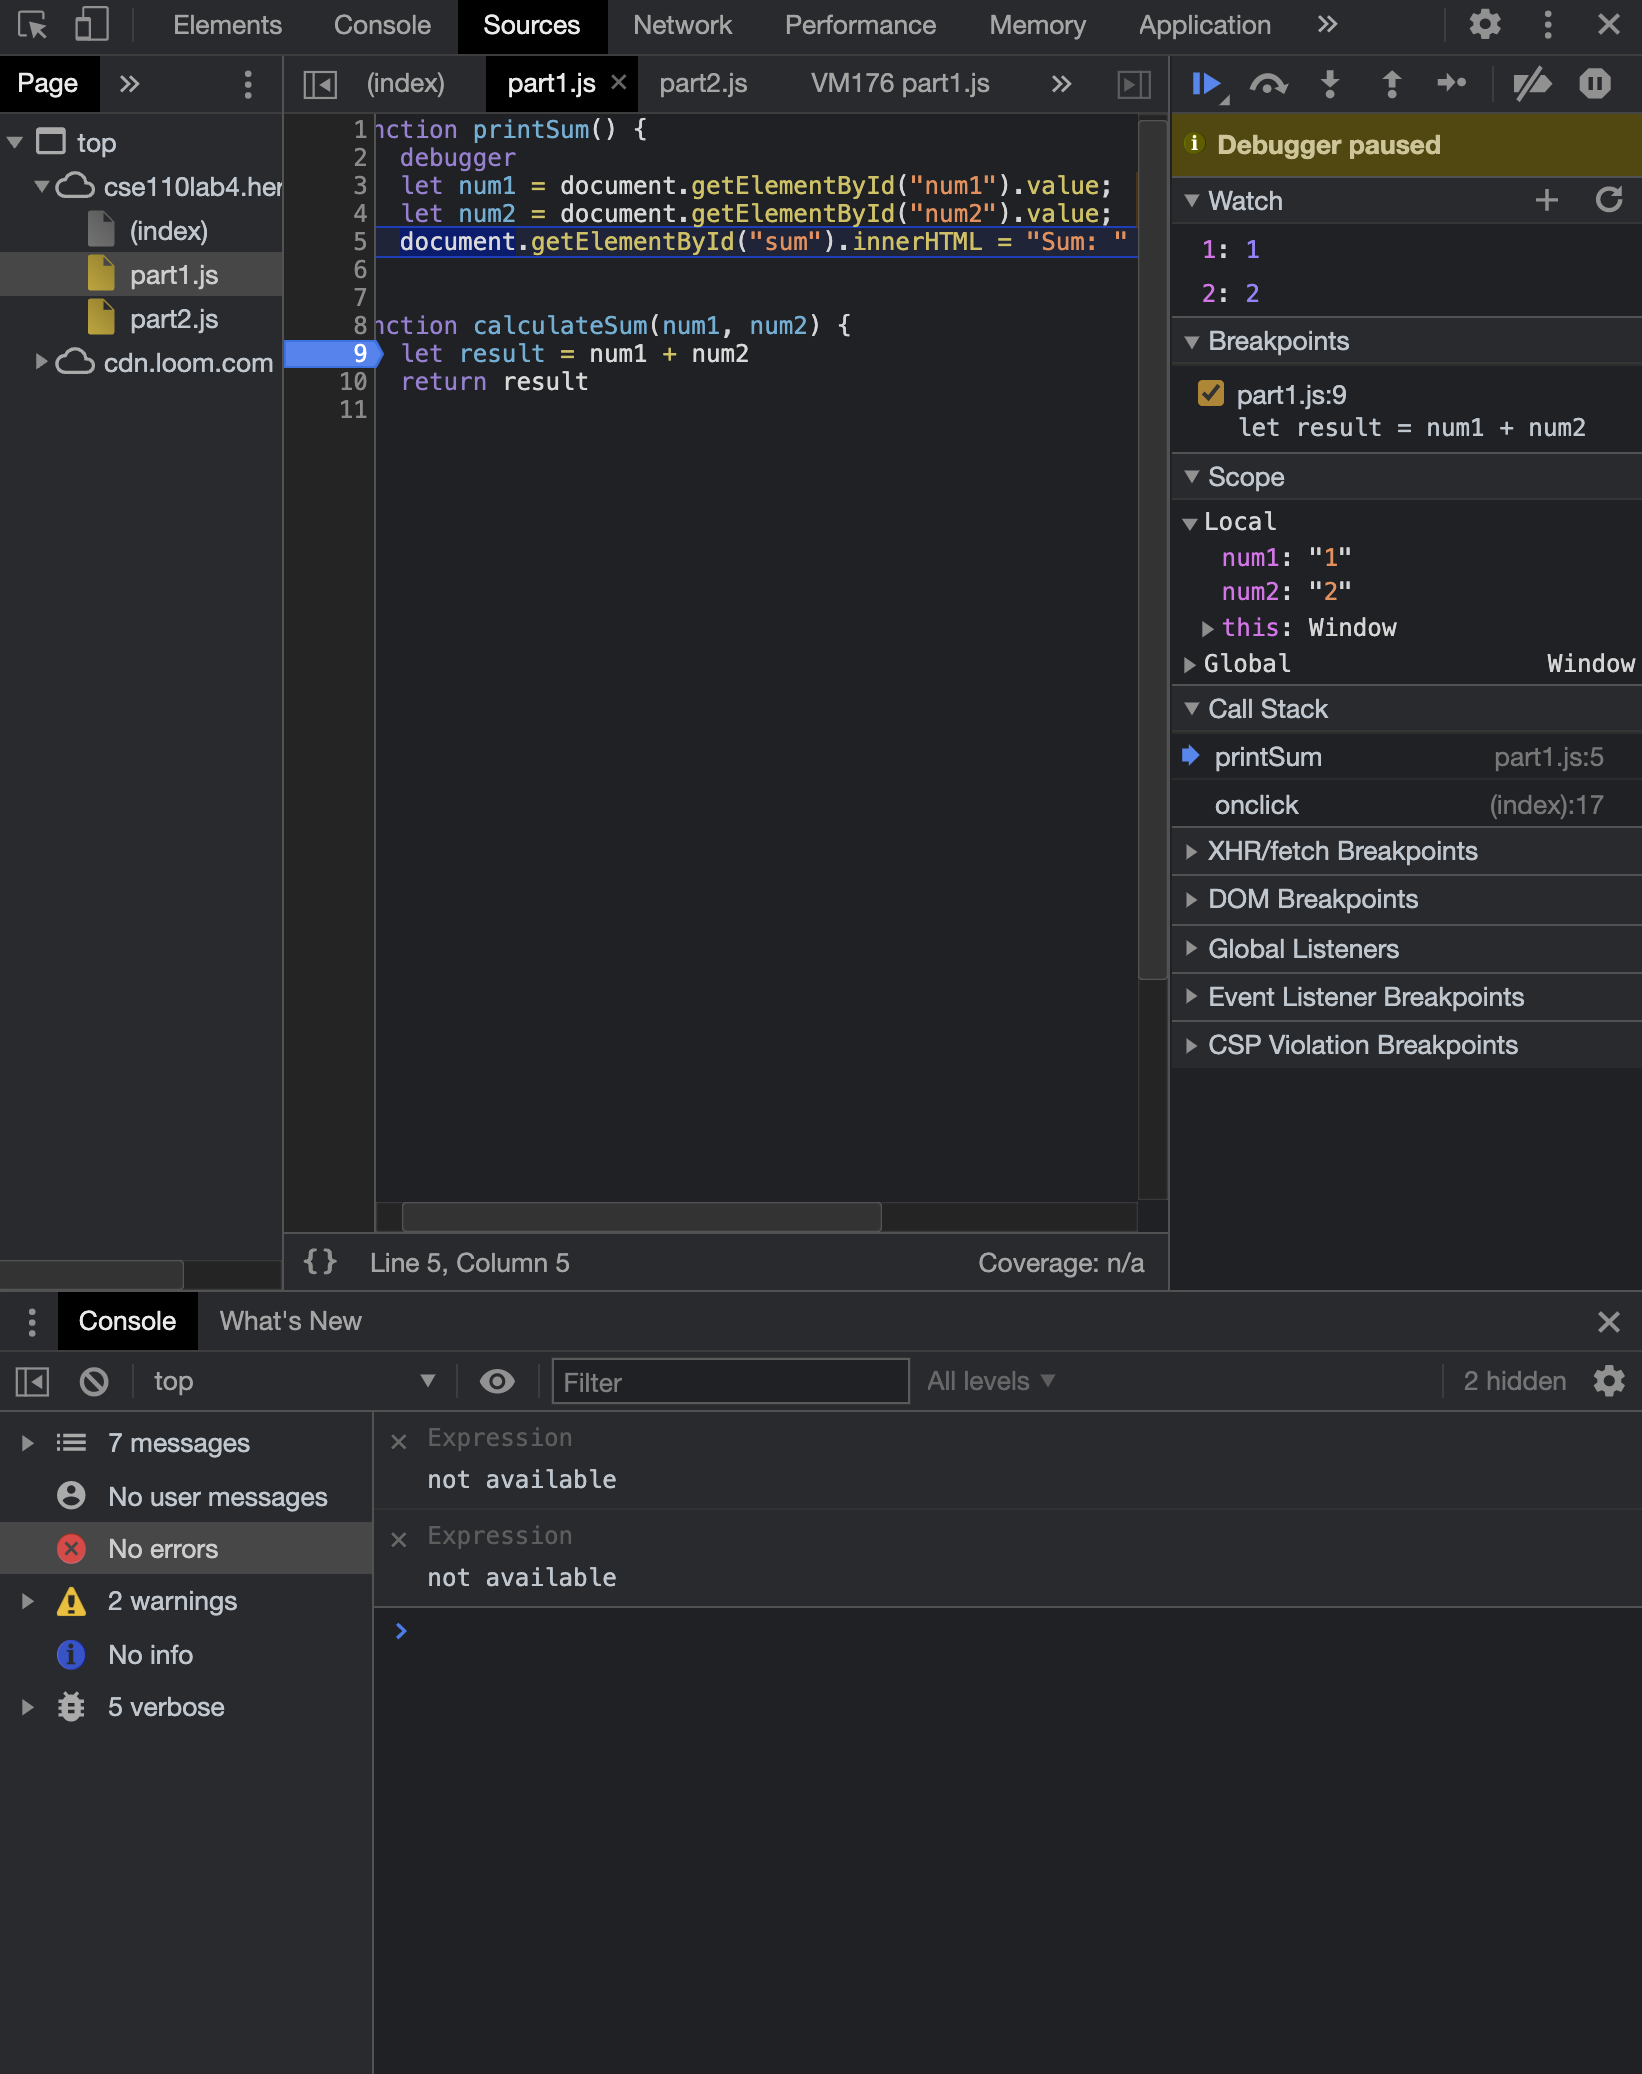 Elements Console Sources Network Performance Memory Application
Page
(index) part1.js part2.js VM176 part1.js
top
cse110lab4.her
(index)
part1.js
part2.js
cdn.loom.com
1 nction printSum() {
2 debugger
3 let num1 = document.getElementById("num1").value;
4 let num2 = document.getElementById("num2").value;
5 document.getElementById("sum").innerHTML = "Sum: "
6
7
8 nction calculateSum(num1, num2) {
9 let result = num1 + num2
10 return result
11
{} Line 5, Column 5 Coverage: n/a
Debugger paused
Watch
1: 1
2: 2
Breakpoints
part1.js:9
let result = num1 + num2
Scope
Local
num1: "1"
num2: "2"
this: Window
Global Window
Call Stack
printSum part1.js:5
onclick (index):17
XHR/fetch Breakpoints
DOM Breakpoints
Global Listeners
Event Listener Breakpoints
CSP Violation Breakpoints
Console What's New
top Filter All levels 2 hidden
7 messages
No user messages
No errors
2 warnings
No info
5 verbose
Expression
not available
Expression
not available